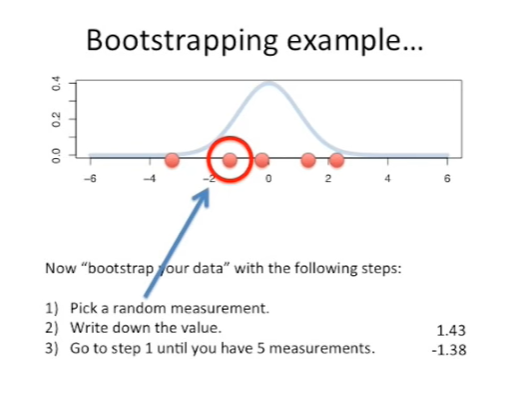 Bootstrapping example...
0.4
0.2
0.0
-6 -4 -2 0 2 4 6
Now “bootstrap your data” with the following steps:
1) Pick a random measurement.
2) Write down the value.
3) Go to step 1 until you have 5 measurements.
1.43
-1.38